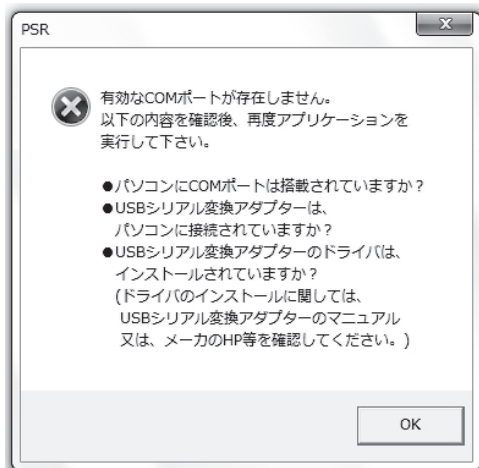 PSR
有効なCOMポートが存在しません。
以下の内容を確認後、再度アプリケーションを
実行して下さい。
●パソコンにCOMポートは搭載されていますか？
●USBシリアル変換アダプターは、
パソコンに接続されていますか？
●USBシリアル変換アダプターのドライバは、
インストールされていますか？
(ドライバのインストールに関しては、
USBシリアル変換アダプターのマニュアル
又は、メーカのHP等を確認してください。)
OK